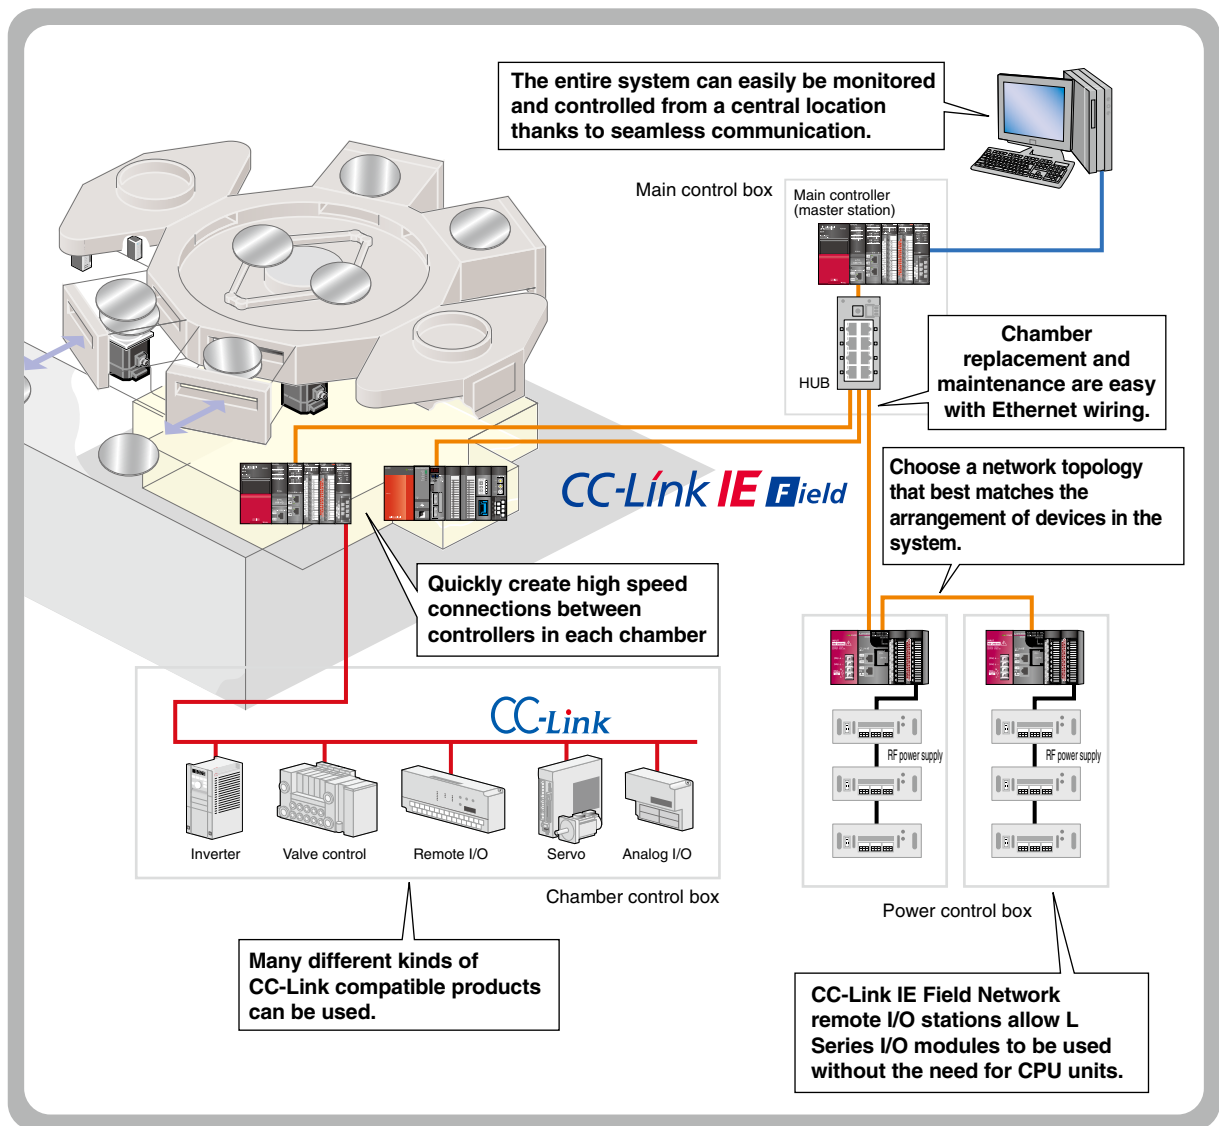 The entire system can easily be monitored
and controlled from a central location
thanks to seamless communication.
Main control box
Main controller
(master station)
HUB
Chamber
replacement and
maintenance are easy
with Ethernet wiring.
CC-Link IE Field
Choose a network topology
that best matches the
arrangement of devices in the
system.
Quickly create high speed
connections between
controllers in each chamber
CC-Link
RF power supply
RF power supply
Inverter
Valve control
Remote I/O
Servo
Analog I/O
Chamber control box
Power control box
Many different kinds of
CC-Link compatible products
can be used.
CC-Link IE Field Network
remote I/O stations allow L
Series I/O modules to be used
without the need for CPU units.